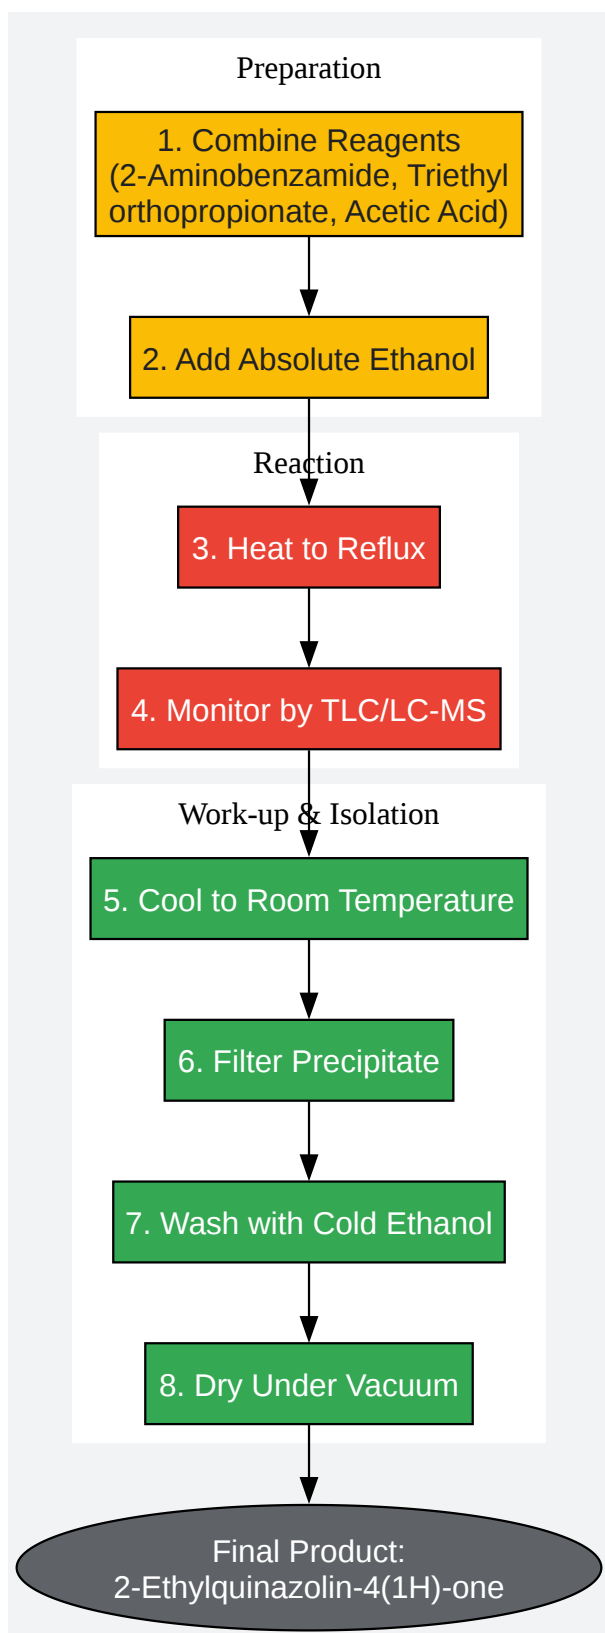 Preparation
1. Combine Reagents
(2-Aminobenzamide, Triethyl
orthopropionate, Acetic Acid)
2. Add Absolute Ethanol
Reaction
3. Heat to Reflux
4. Monitor by TLC/LC-MS
Work-up & Isolation
5. Cool to Room Temperature
6. Filter Precipitate
7. Wash with Cold Ethanol
8. Dry Under Vacuum
Final Product:
2-Ethylquinazolin-4(1H)-one